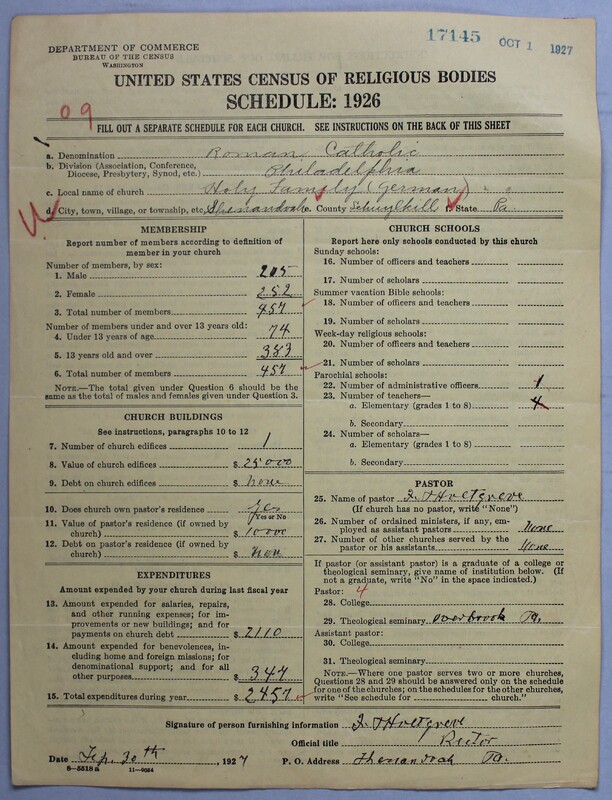 17145 OCT 1 1927
DEPARTMENT OF COMMERCE
BUREAU OF THE CENSUS
WASHINGTON
UNITED STATES CENSUS OF RELIGIOUS BODIES
SCHEDULE: 1926
09
FILL OUT A SEPARATE SCHEDULE FOR EACH CHURCH. SEE INSTRUCTIONS ON THE BACK OF THIS SHEET
a. Denomination Roman Catholic
b. Division (Association, Conference, Diocese, Presbytery, Synod, etc.) Philadelphia
c. Local name of church Holy Family (German)
d. City, town, village, or township, etc. Shenandoah e. County Schuylkill f. State Pa.
MEMBERSHIP
Report number of members according to definition of
member in your church
Number of members, by sex:
1. Male 205
2. Female 252
3. Total number of members 457
Number of members under and over 13 years old:
4. Under 13 years of age 74
5. 13 years old and over 383
6. Total number of members 457
NOTE.—The total given under Question 6 should be
same as the total of males and females given under Question 3.
CHURCH BUILDINGS
See instructions, paragraphs 10 to 12
7. Number of church edifices 1
8. Value of church edifices $ 25000
9. Debt on church edifices $ none
10. Does church own pastor's residence yes
Yes or No
11. Value of pastor's residence (if owned by
church) $ 10.000
12. Debt on pastor's residence (if owned by
church) $ non
EXPENDITURES
Amount expended by your church during last fiscal year
13. Amount expended for salaries, repairs,
and other running expenses; for im-
provements or new buildings; and for
payments on church debt $ 2110
14. Amount expended for benevolences,
including home and foreign missions; for
denominational support; and for all
other purposes $ 347
15. Total expenditures during year $ 2457
CHURCH SCHOOLS
Report here only schools conducted by this church
Sunday schools:
16. Number of officers and teachers
17. Number of scholars
Summer vacation Bible schools:
18. Number of officers and teachers
19. Number of scholars
Week-day religious schools:
20. Number of officers and teachers
21. Number of scholars
Parochial schools:
22. Number of administrative officers 1
23. Number of teachers—
a. Elementary (grades 1 to 8) 4
b. Secondary
24. Number of scholars—
a. Elementary (grades 1 to 8)
b. Secondary
PASTOR
25. Name of pastor F. J. Holtgreve
(If church has no pastor, write "None")
26. Number of ordained ministers, if any, em-
ployed as assistant pastors None
27. Number of other churches served by the
pastor or his assistants None
If pastor (or assistant pastor) is a graduate of a college or
theological seminary, give name of institution below. (If
not a graduate, write "No" in the space indicated.)
Pastor: 4
28. College
29. Theological seminary Overbrook Pa.
Assistant pastor:
30. College
31. Theological seminary
NOTE.—Where one pastor serves two or more churches,
Questions 28 and 29 should be answered only on the schedule
for one of the churches; on the schedules for the other churches,
write "See schedule for church."
Signature of person furnishing information F. J. Holtgreve
Official title Rector
Date Sep. 30th, 1927 P. O. Address Shenandoah Pa.
8—5518a 11—9064